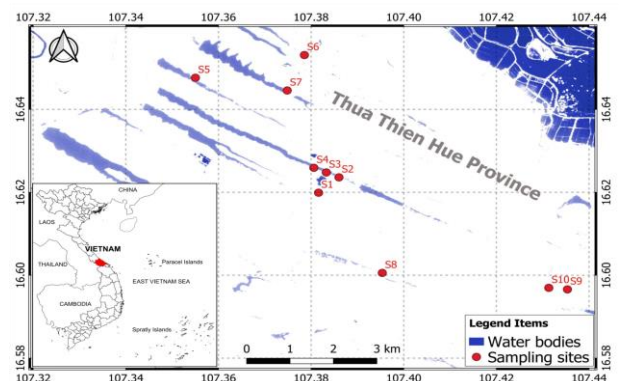 107.32 107.34 107.36 107.38 107.40 107.42 107.44
16.64 16.64
16.62 16.62
16.60 16.60
16.58 16.58
S6
S5
S7
Thua Thien Hue Province
S4
S3
S2
S1
S8
S10 S9
CHINA
LAOS
VIETNAM
Paracel Islands
THAILAND
EAST VIETNAM SEA
CAMBODIA
Spratly Islands
0 1 2 3 km
Legend Items
Water bodies
Sampling sites
107.32 107.34 107.36 107.38 107.40 107.42 107.44